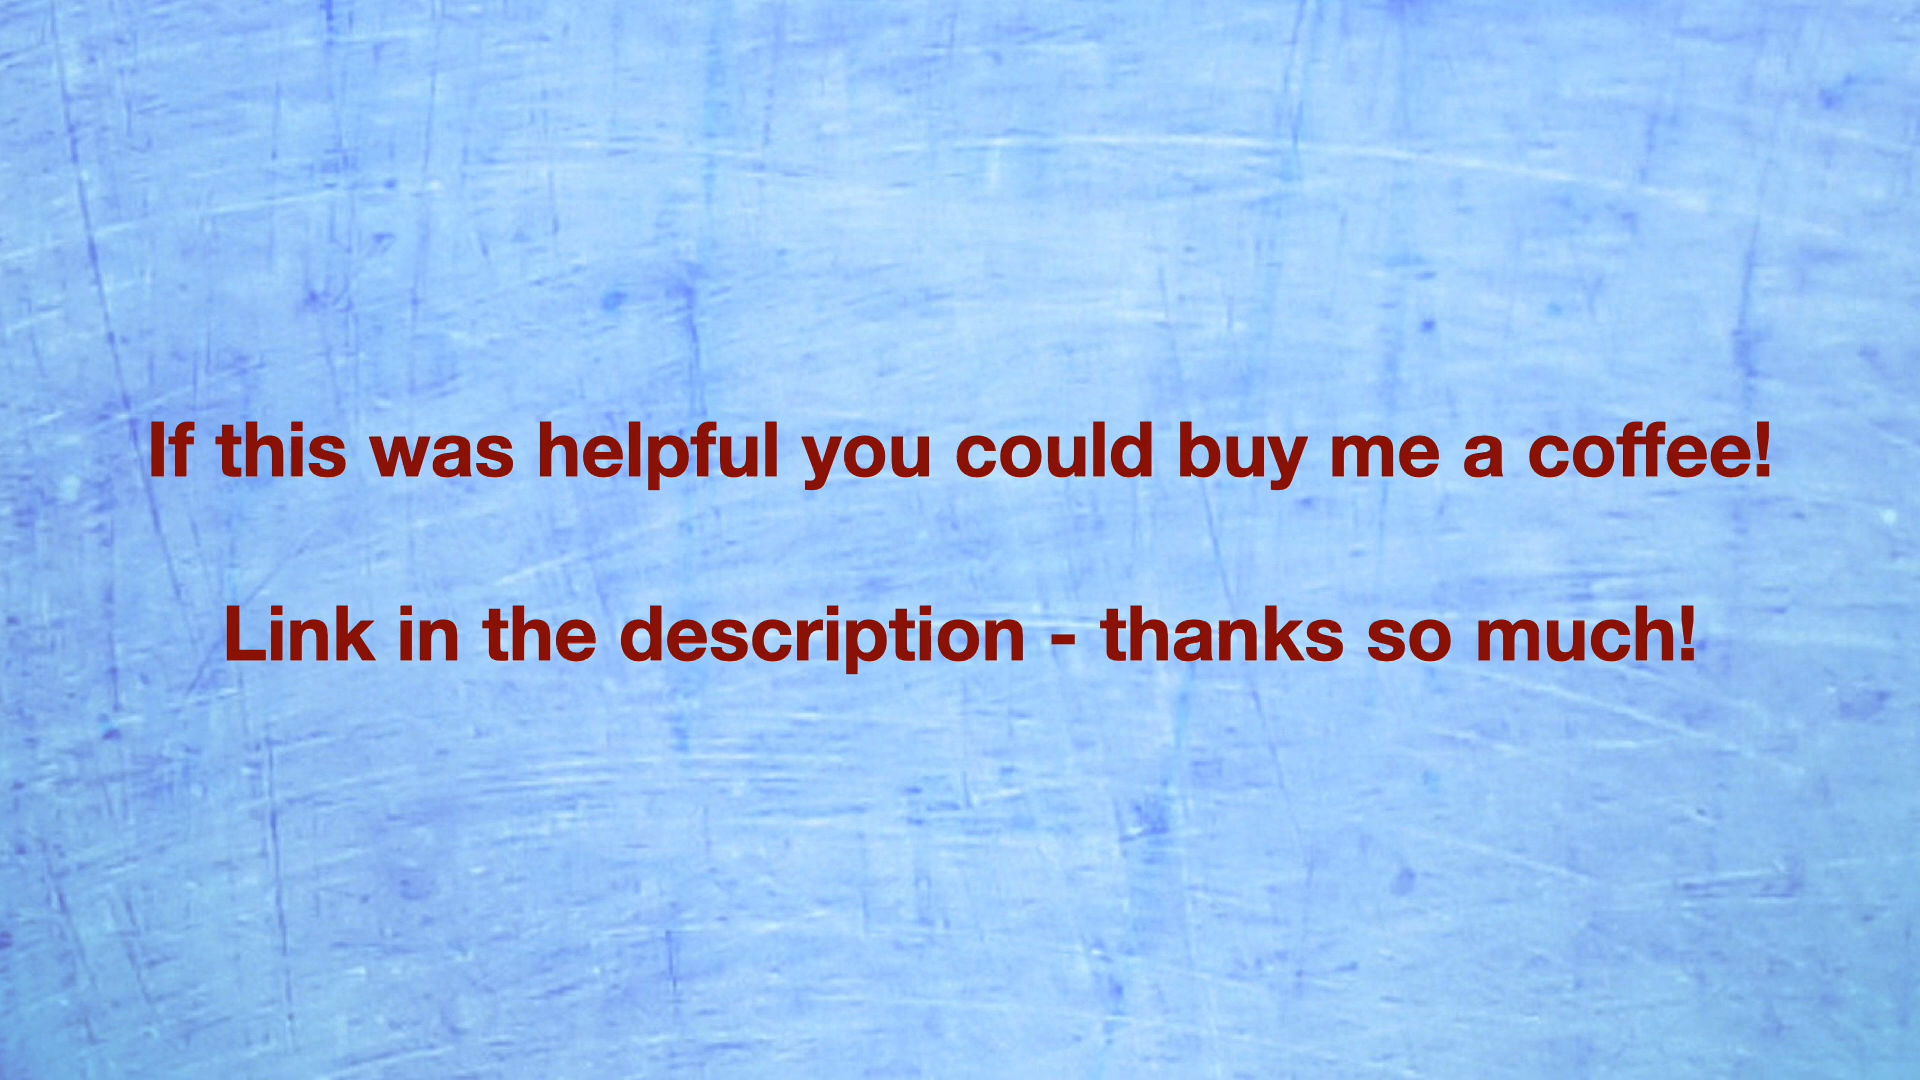 If this was helpful you could buy me a coffee!
Link in the description - thanks so much!